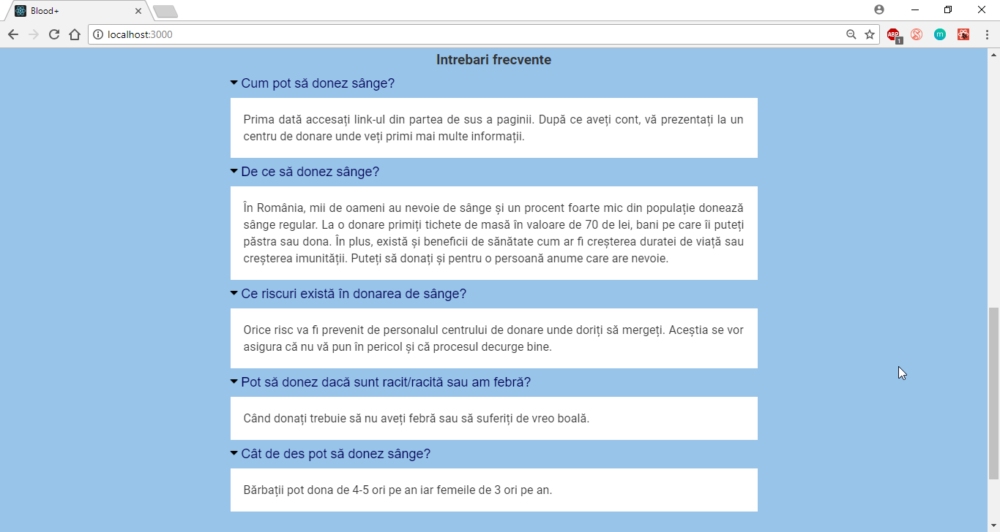 Blood+
localhost:3000
ABP
1
m
Intrebari frecvente
Cum pot să donez sânge?
Prima dată accesați link-ul din partea de sus a paginii. După ce aveți cont, vă prezentați la un
centru de donare unde veți primi mai multe informații.
De ce să donez sânge?
În România, mii de oameni au nevoie de sânge și un procent foarte mic din populație donează
sânge regular. La o donare primiți tichete de masă în valoare de 70 de lei, bani pe care îi puteți
păstra sau dona. În plus, există și beneficii de sănătate cum ar fi creșterea duratei de viață sau
creșterea imunității. Puteți să donați și pentru o persoană anume care are nevoie.
Ce riscuri există în donarea de sânge?
Orice risc va fi prevenit de personalul centrului de donare unde doriți să mergeți. Aceștia se vor
asigura că nu vă pun în pericol și că procesul decurge bine.
Pot să donez dacă sunt racit/racită sau am febră?
Când donați trebuie să nu aveți febră sau să suferiți de vreo boală.
Cât de des pot să donez sânge?
Bărbații pot dona de 4-5 ori pe an iar femeile de 3 ori pe an.